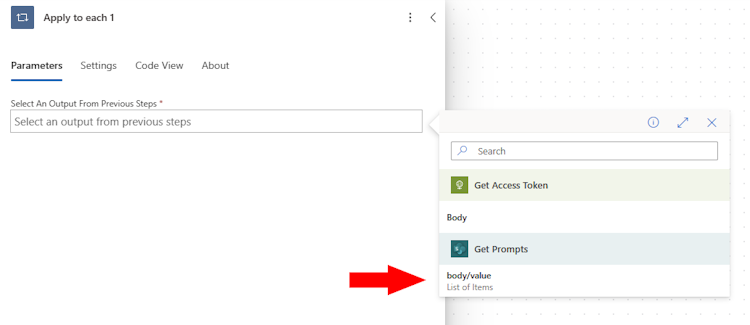 Apply to each 1
Parameters Settings Code View About
Select An Output From Previous Steps *
Select an output from previous steps
Search
Get Access Token
Body
Get Prompts
body/value
List of Items